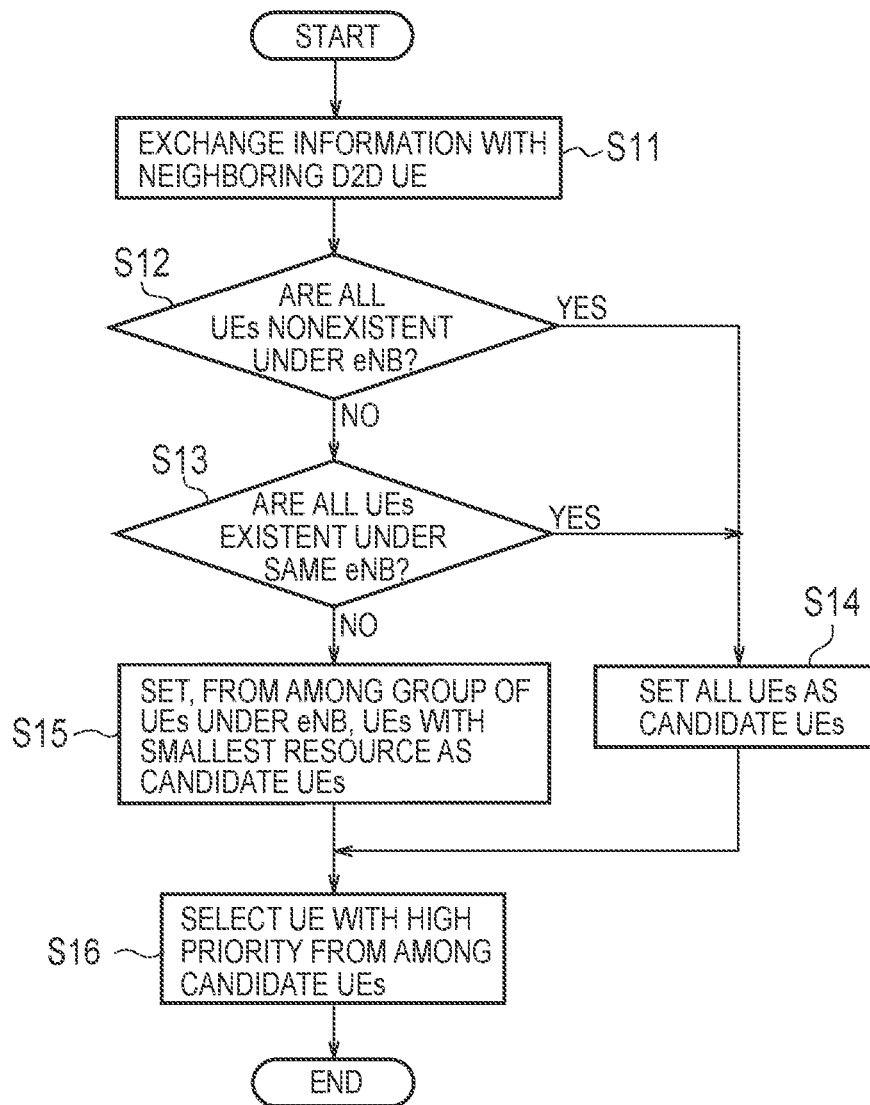 START
EXCHANGE INFORMATION WITH
NEIGHBORING D2D UE
S11
S12
ARE ALL
UEs NONEXISTENT
UNDER eNB?
YES
NO
S13
ARE ALL UEs
EXISTENT UNDER
SAME eNB?
YES
NO
S14
SET ALL UEs AS
CANDIDATE UEs
S15
SET, FROM AMONG GROUP OF
UEs UNDER eNB, UEs WITH
SMALLEST RESOURCE AS
CANDIDATE UEs
S16
SELECT UE WITH HIGH
PRIORITY FROM AMONG
CANDIDATE UEs
END